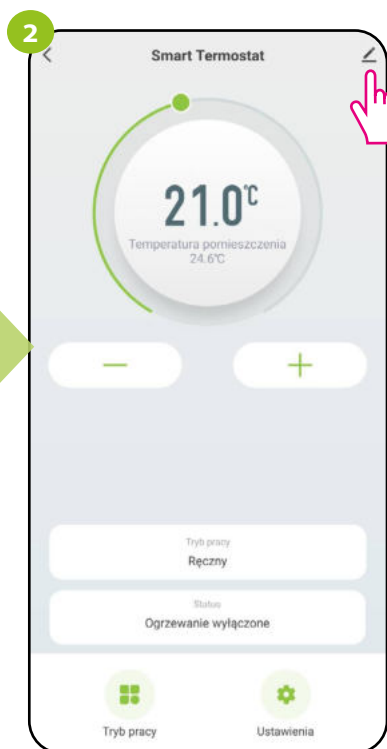 2
Smart Termostat
21.0°C
Temperatura pomieszczenia
24.6°C
Tryb pracy
Ręczny
Status
Ogrzewanie wyłączone
Tryb pracy Ustawienia